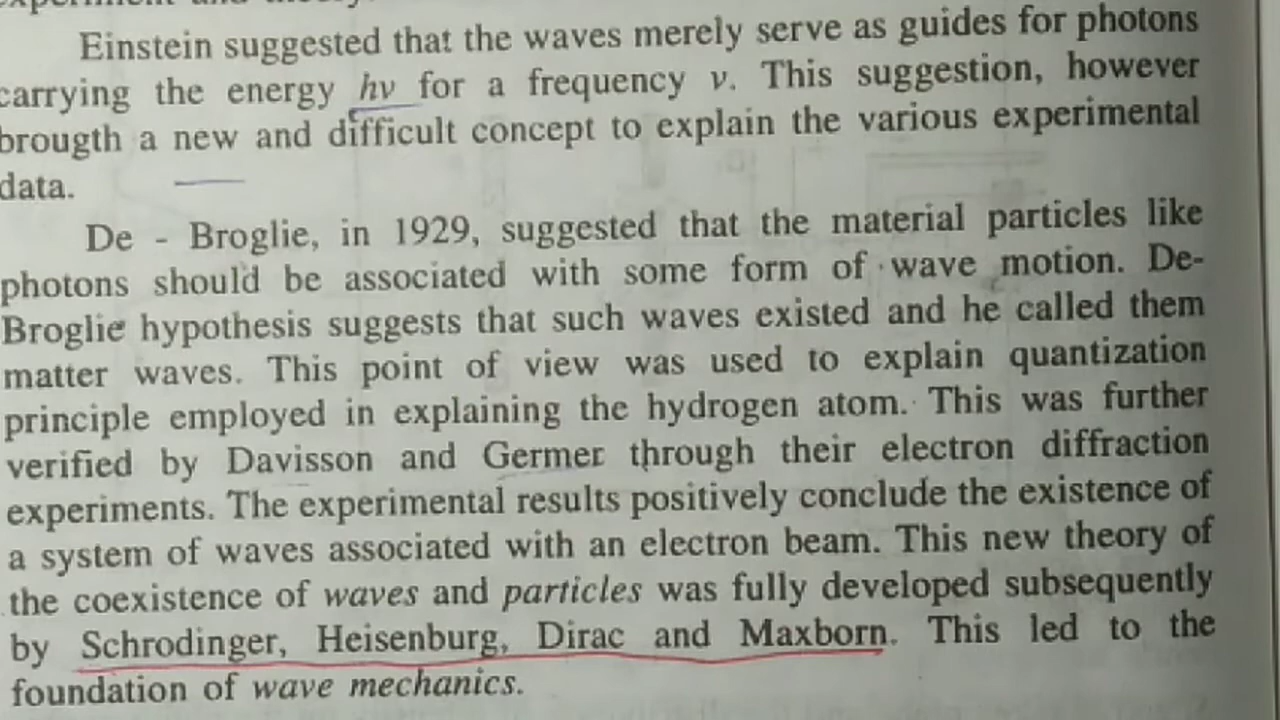 Einstein suggested that the waves merely serve as guides for photons
carrying the energy hν for a frequency ν. This suggestion, however
brougth a new and difficult concept to explain the various experimental
data.
De - Broglie, in 1929, suggested that the material particles like
photons should be associated with some form of wave motion. De-
Broglie hypothesis suggests that such waves existed and he called them
matter waves. This point of view was used to explain quantization
principle employed in explaining the hydrogen atom. This was further
verified by Davisson and Germer through their electron diffraction
experiments. The experimental results positively conclude the existence of
a system of waves associated with an electron beam. This new theory of
the coexistence of waves and particles was fully developed subsequently
by Schrodinger, Heisenburg, Dirac and Maxborn. This led to the
foundation of wave mechanics.